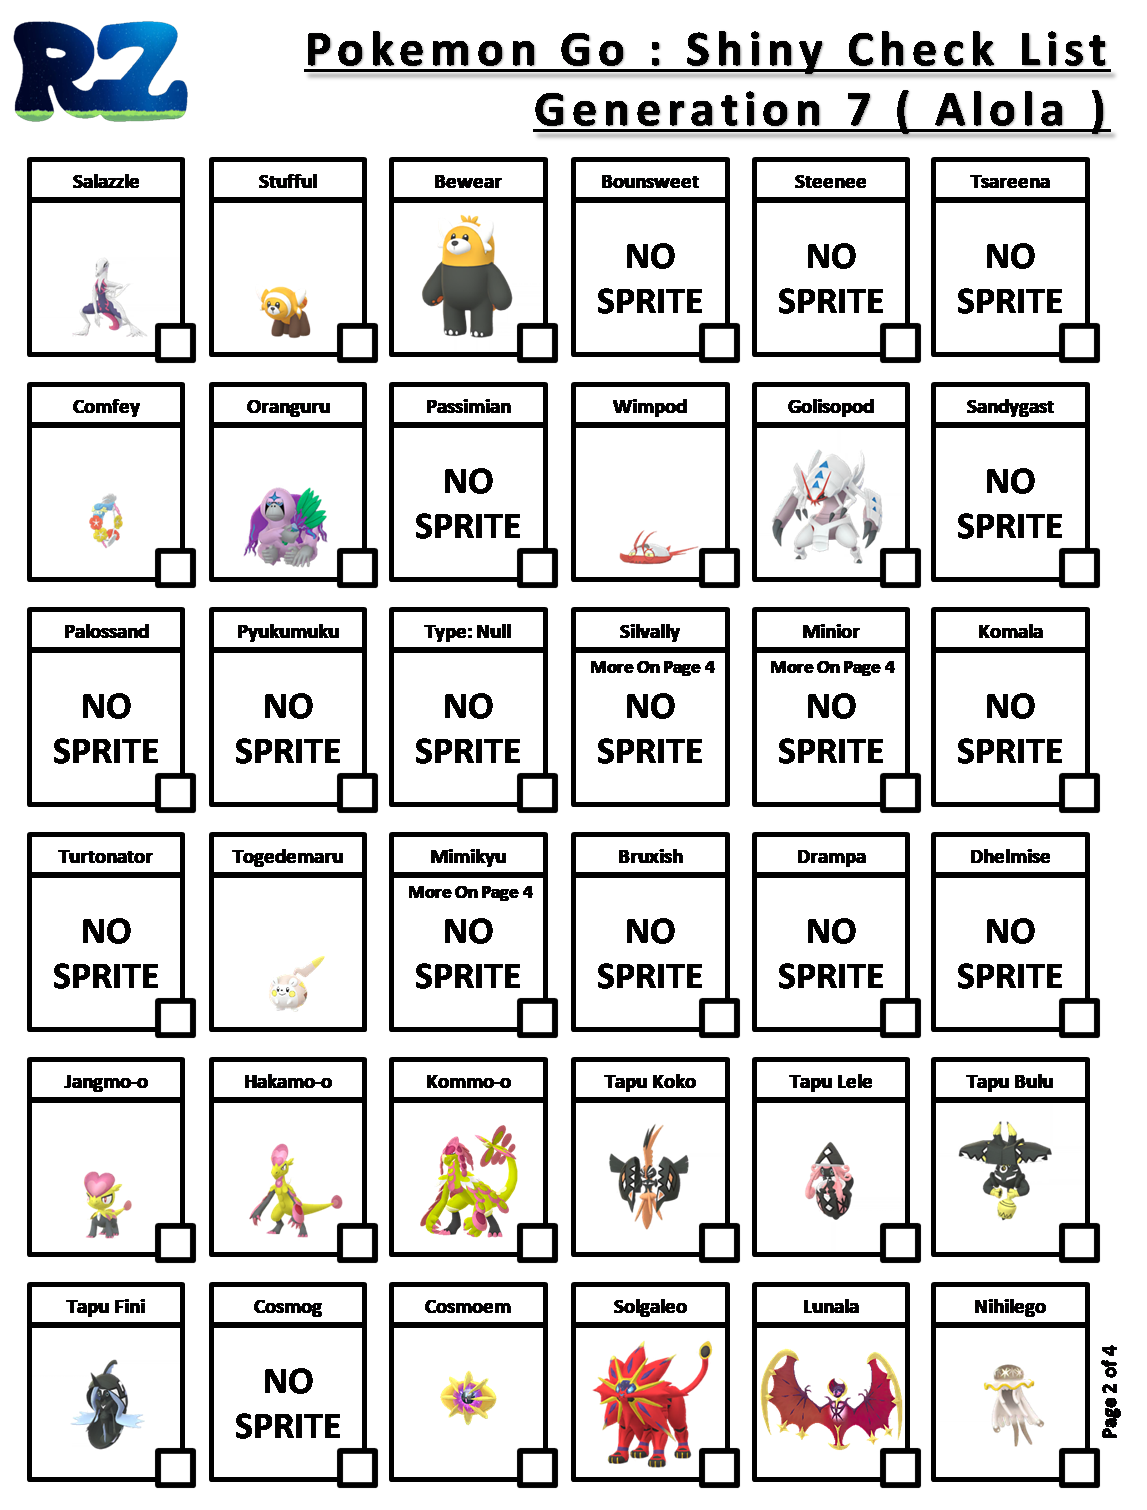 RZ
Pokemon Go : Shiny Check List
Generation 7 ( Alola )
Salazzle
Stufful
Bewear
Bounsweet
NO
SPRITE
Steenee
NO
SPRITE
Tsareena
NO
SPRITE
Comfey
Oranguru
Passimian
NO
SPRITE
Wimpod
Golisopod
Sandygast
NO
SPRITE
Palossand
NO
SPRITE
Pyukumuku
NO
SPRITE
Type: Null
NO
SPRITE
Silvally
More On Page 4
NO
SPRITE
Minior
More On Page 4
NO
SPRITE
Komala
NO
SPRITE
Turtonator
NO
SPRITE
Togedemaru
Mimikyu
More On Page 4
NO
SPRITE
Bruxish
NO
SPRITE
Drampa
NO
SPRITE
Dhelmise
NO
SPRITE
Jangmo-o
Hakamo-o
Kommo-o
Tapu Koko
Tapu Lele
Tapu Bulu
Tapu Fini
Cosmog
NO
SPRITE
Cosmoem
Solgaleo
Lunala
Nihilego
Page 2 of 4